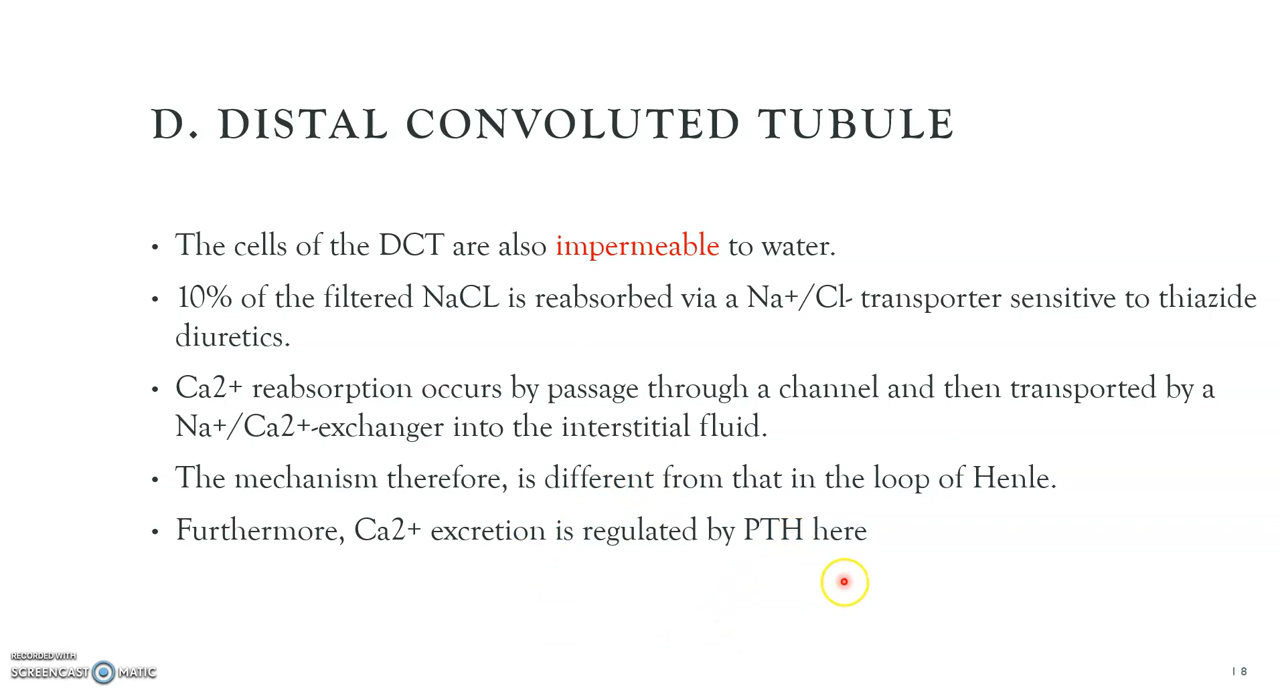 D. DISTAL CONVOLUTED TUBULE
• The cells of the DCT are also impermeable to water.
• 10% of the filtered NaCL is reabsorbed via a Na+/Cl- transporter sensitive to thiazide
diuretics.
• Ca2+ reabsorption occurs by passage through a channel and then transported by a
Na+/Ca2+-exchanger into the interstitial fluid.
• The mechanism therefore, is different from that in the loop of Henle.
• Furthermore, Ca2+ excretion is regulated by PTH here
RECORDED WITH
SCREENCAST MATIC
18